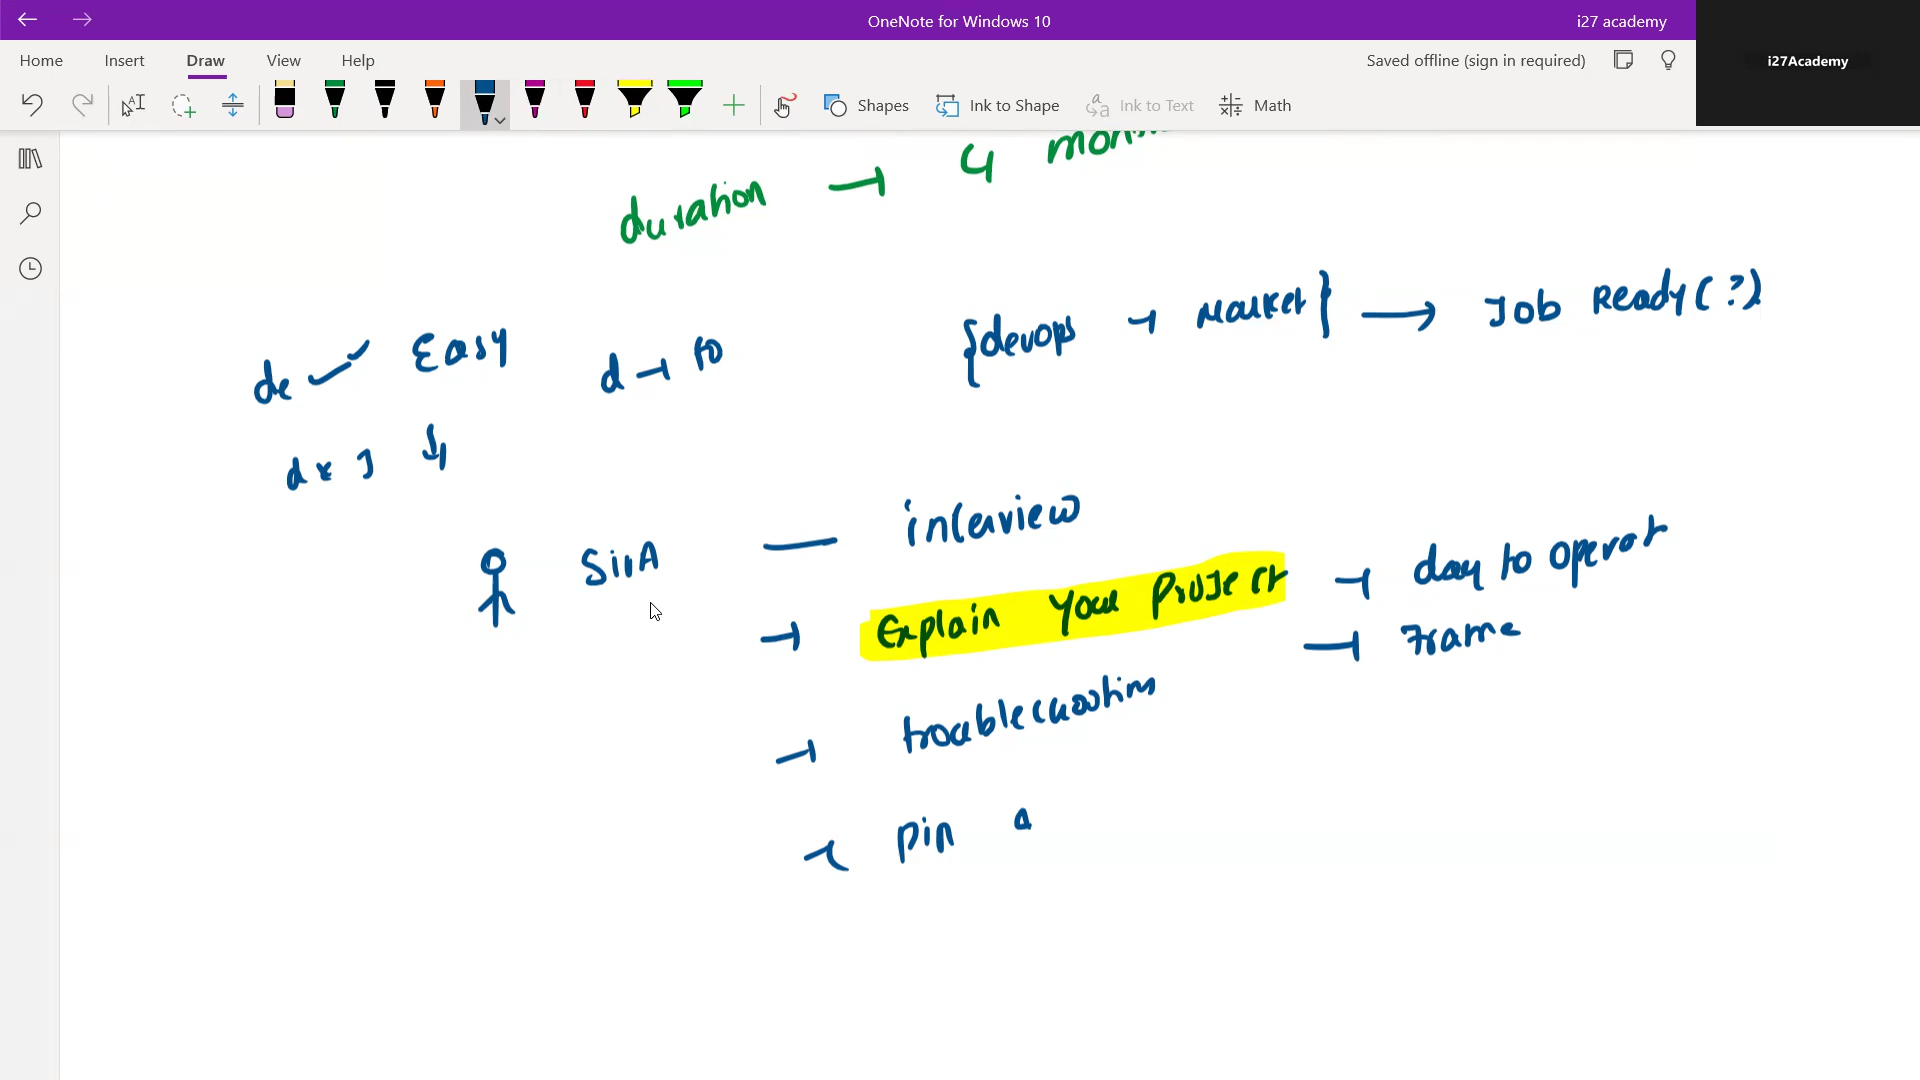 OneNote for Windows 10
i27 academy
i27Academy
Home Insert Draw View Help
Saved offline (sign in required)
Shapes Ink to Shape Ink to Text Math
duration → 4
{devops → Market} → Job Ready(?)
de ✓ Easy d → to
d x
interview
Explain Your Project → day to operat
→ Frame
→
pin a